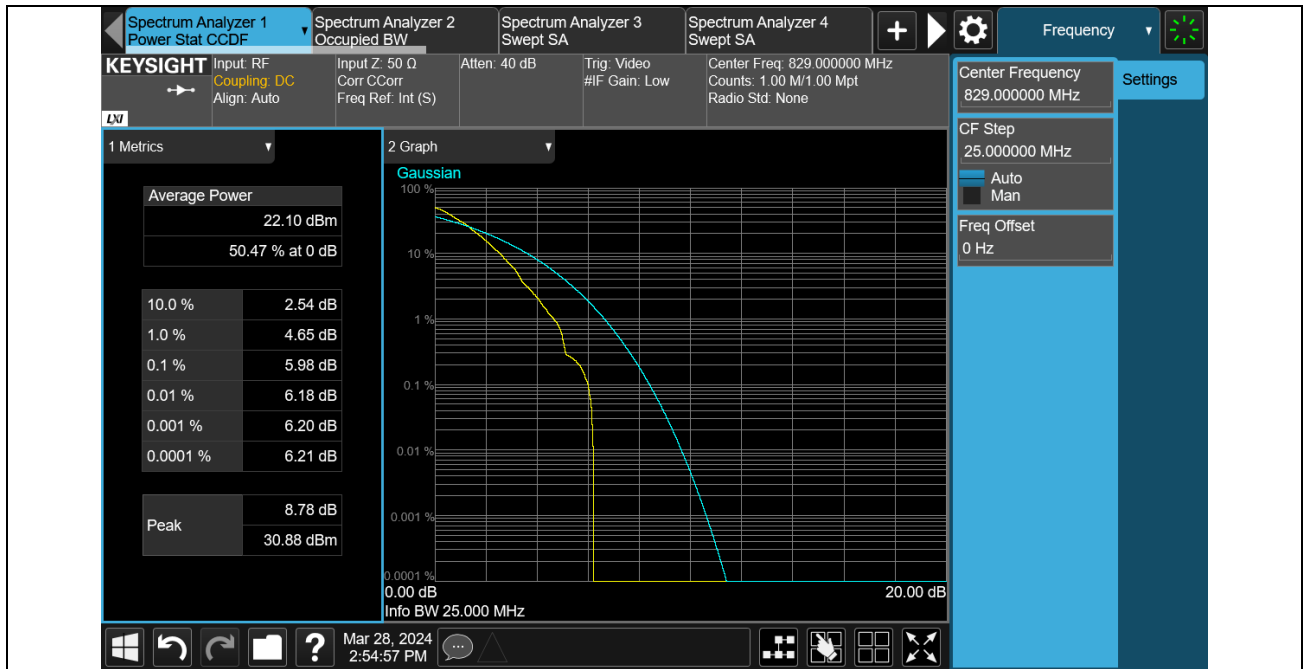 Spectrum Analyzer 1
Power Stat CCDF
Spectrum Analyzer 2
Occupied BW
Spectrum Analyzer 3
Swept SA
Spectrum Analyzer 4
Swept SA
+
Frequency
KEYSIGHT
LXI
Input: RF
Coupling: DC
Align: Auto
Input Z: 50 Ω
Corr CCorr
Freq Ref: Int (S)
Atten: 40 dB
Trig: Video
#IF Gain: Low
Center Freq: 829.000000 MHz
Counts: 1.00 M/1.00 Mpt
Radio Std: None
Center Frequency
829.000000 MHz
Settings
CF Step
25.000000 MHz
Auto
Man
Freq Offset
0 Hz
1 Metrics
Average Power
22.10 dBm
50.47 % at 0 dB
10.0 % 2.54 dB
1.0 % 4.65 dB
0.1 % 5.98 dB
0.01 % 6.18 dB
0.001 % 6.20 dB
0.0001 % 6.21 dB
Peak
8.78 dB
30.88 dBm
2 Graph
Gaussian
100 %
10 %
1 %
0.1 %
0.01 %
0.001 %
0.0001 %
0.00 dB 20.00 dB
Info BW 25.000 MHz
?
Mar 28, 2024
2:54:57 PM